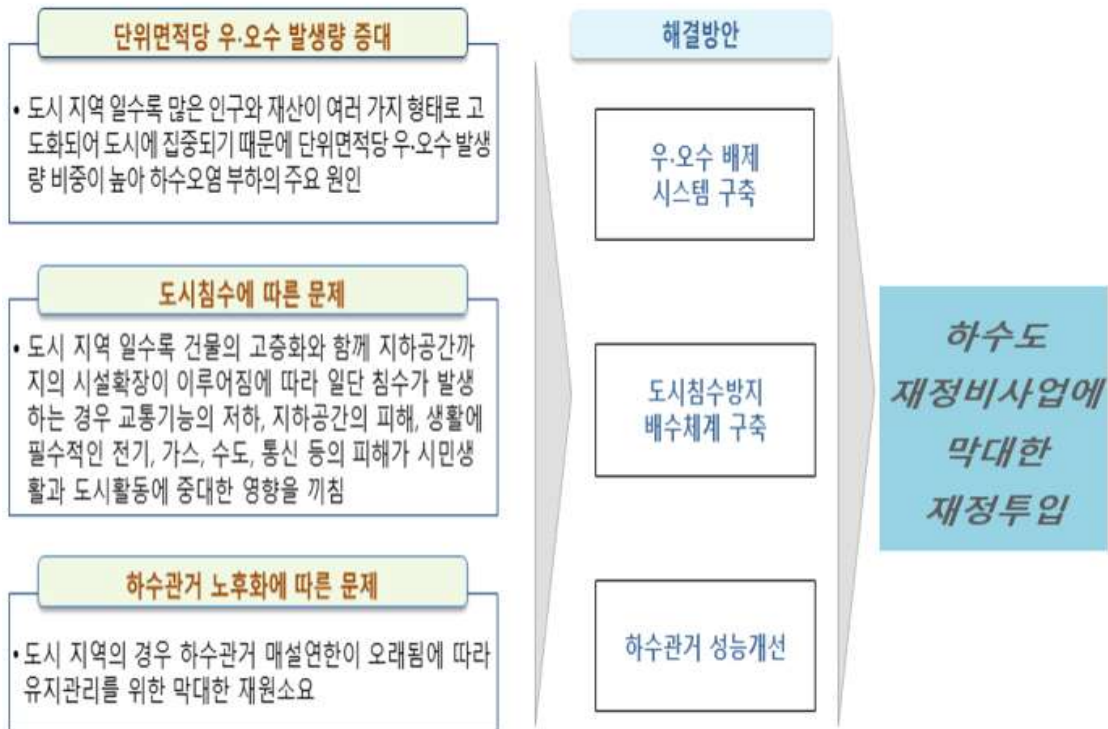 단위면적당 우·오수 발생량 증대
• 도시 지역 일수록 많은 인구와 재산이 여러 가지 형태로 고
도화되어 도시에 집중되기 때문에 단위면적당 우·오수 발생
량 비중이 높아 하수오염 부하의 주요 원인
도시침수에 따른 문제
• 도시 지역 일수록 건물의 고층화와 함께 지하공간까
지의 시설확장이 이루어짐에 따라 일단 침수가 발생
하는 경우 교통기능의 저하, 지하공간의 피해, 생활에
필수적인 전기, 가스, 수도, 통신 등의 피해가 시민생
활과 도시활동에 중대한 영향을 끼침
하수관거 노후화에 따른 문제
• 도시 지역의 경우 하수관거 매설연한이 오래됨에 따라
유지관리를 위한 막대한 재원소요
해결방안
우·오수 배제
시스템 구축
도시침수방지
배수체계 구축
하수관거 성능개선
하수도
재정비사업에
막대한
재정투입